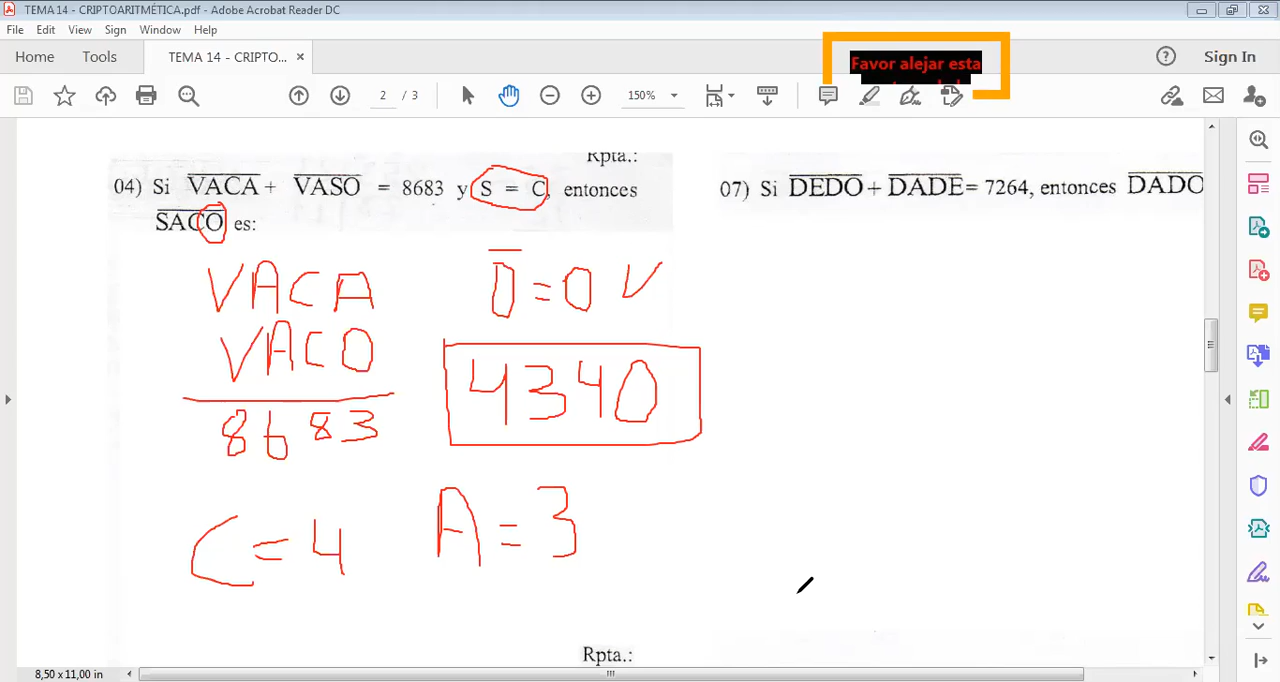 TEMA 14 - CRIPTOARITMÉTICA.pdf - Adobe Acrobat Reader DC
File Edit View Sign Window Help
Home Tools TEMA 14 - CRIPTO... × Sign In
Favor alejar esta
2 / 3 150%
Rpta.:
04) Si VACA + VASO = 8683 y S = C, entonces
SACO es:
07) Si DEDO + DADE = 7264, entonces DADO
VACA
VACO
8683
O = 0 V
4340
C = 4
A = 3
Rpta.:
8,50 x 11,00 in